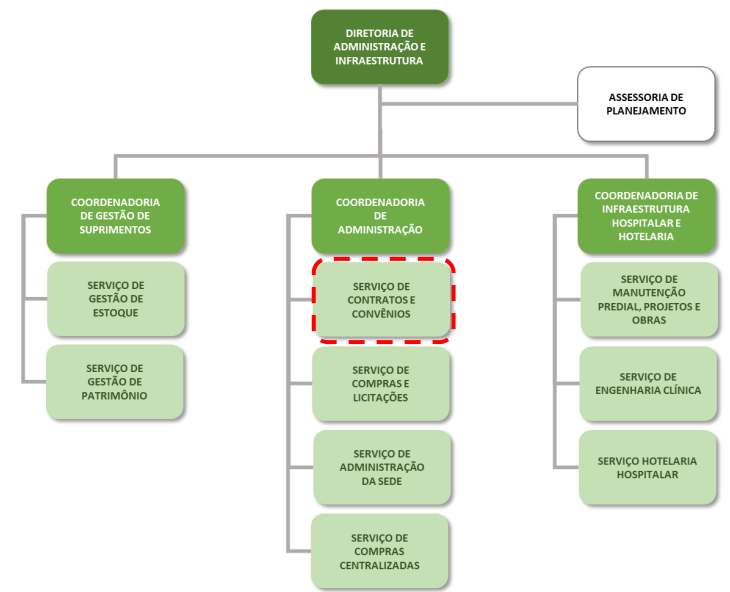 DIRETORIA DE
ADMINISTRAÇÃO E
INFRAESTRUTURA
ASSESSORIA DE
PLANEJAMENTO
COORDENADORIA
DE GESTÃO DE
SUPRIMENTOS
SERVIÇO DE
GESTÃO DE
ESTOQUE
SERVIÇO DE
GESTÃO DE
PATRIMÔNIO
COORDENADORIA
DE
ADMINISTRAÇÃO
SERVIÇO DE
CONTRATOS E
CONVÊNIOS
SERVIÇO DE
COMPRAS E
LICITAÇÕES
SERVIÇO DE
ADMINISTRAÇÃO
DA SEDE
SERVIÇO DE
COMPRAS
CENTRALIZADAS
COORDENADORIA DE
INFRAESTRUTURA
HOSPITALAR E
HOTELARIA
SERVIÇO DE
MANUTENÇÃO
PREDIAL, PROJETOS E
OBRAS
SERVIÇO DE
ENGENHARIA CLÍNICA
SERVIÇO HOTELARIA
HOSPITALAR